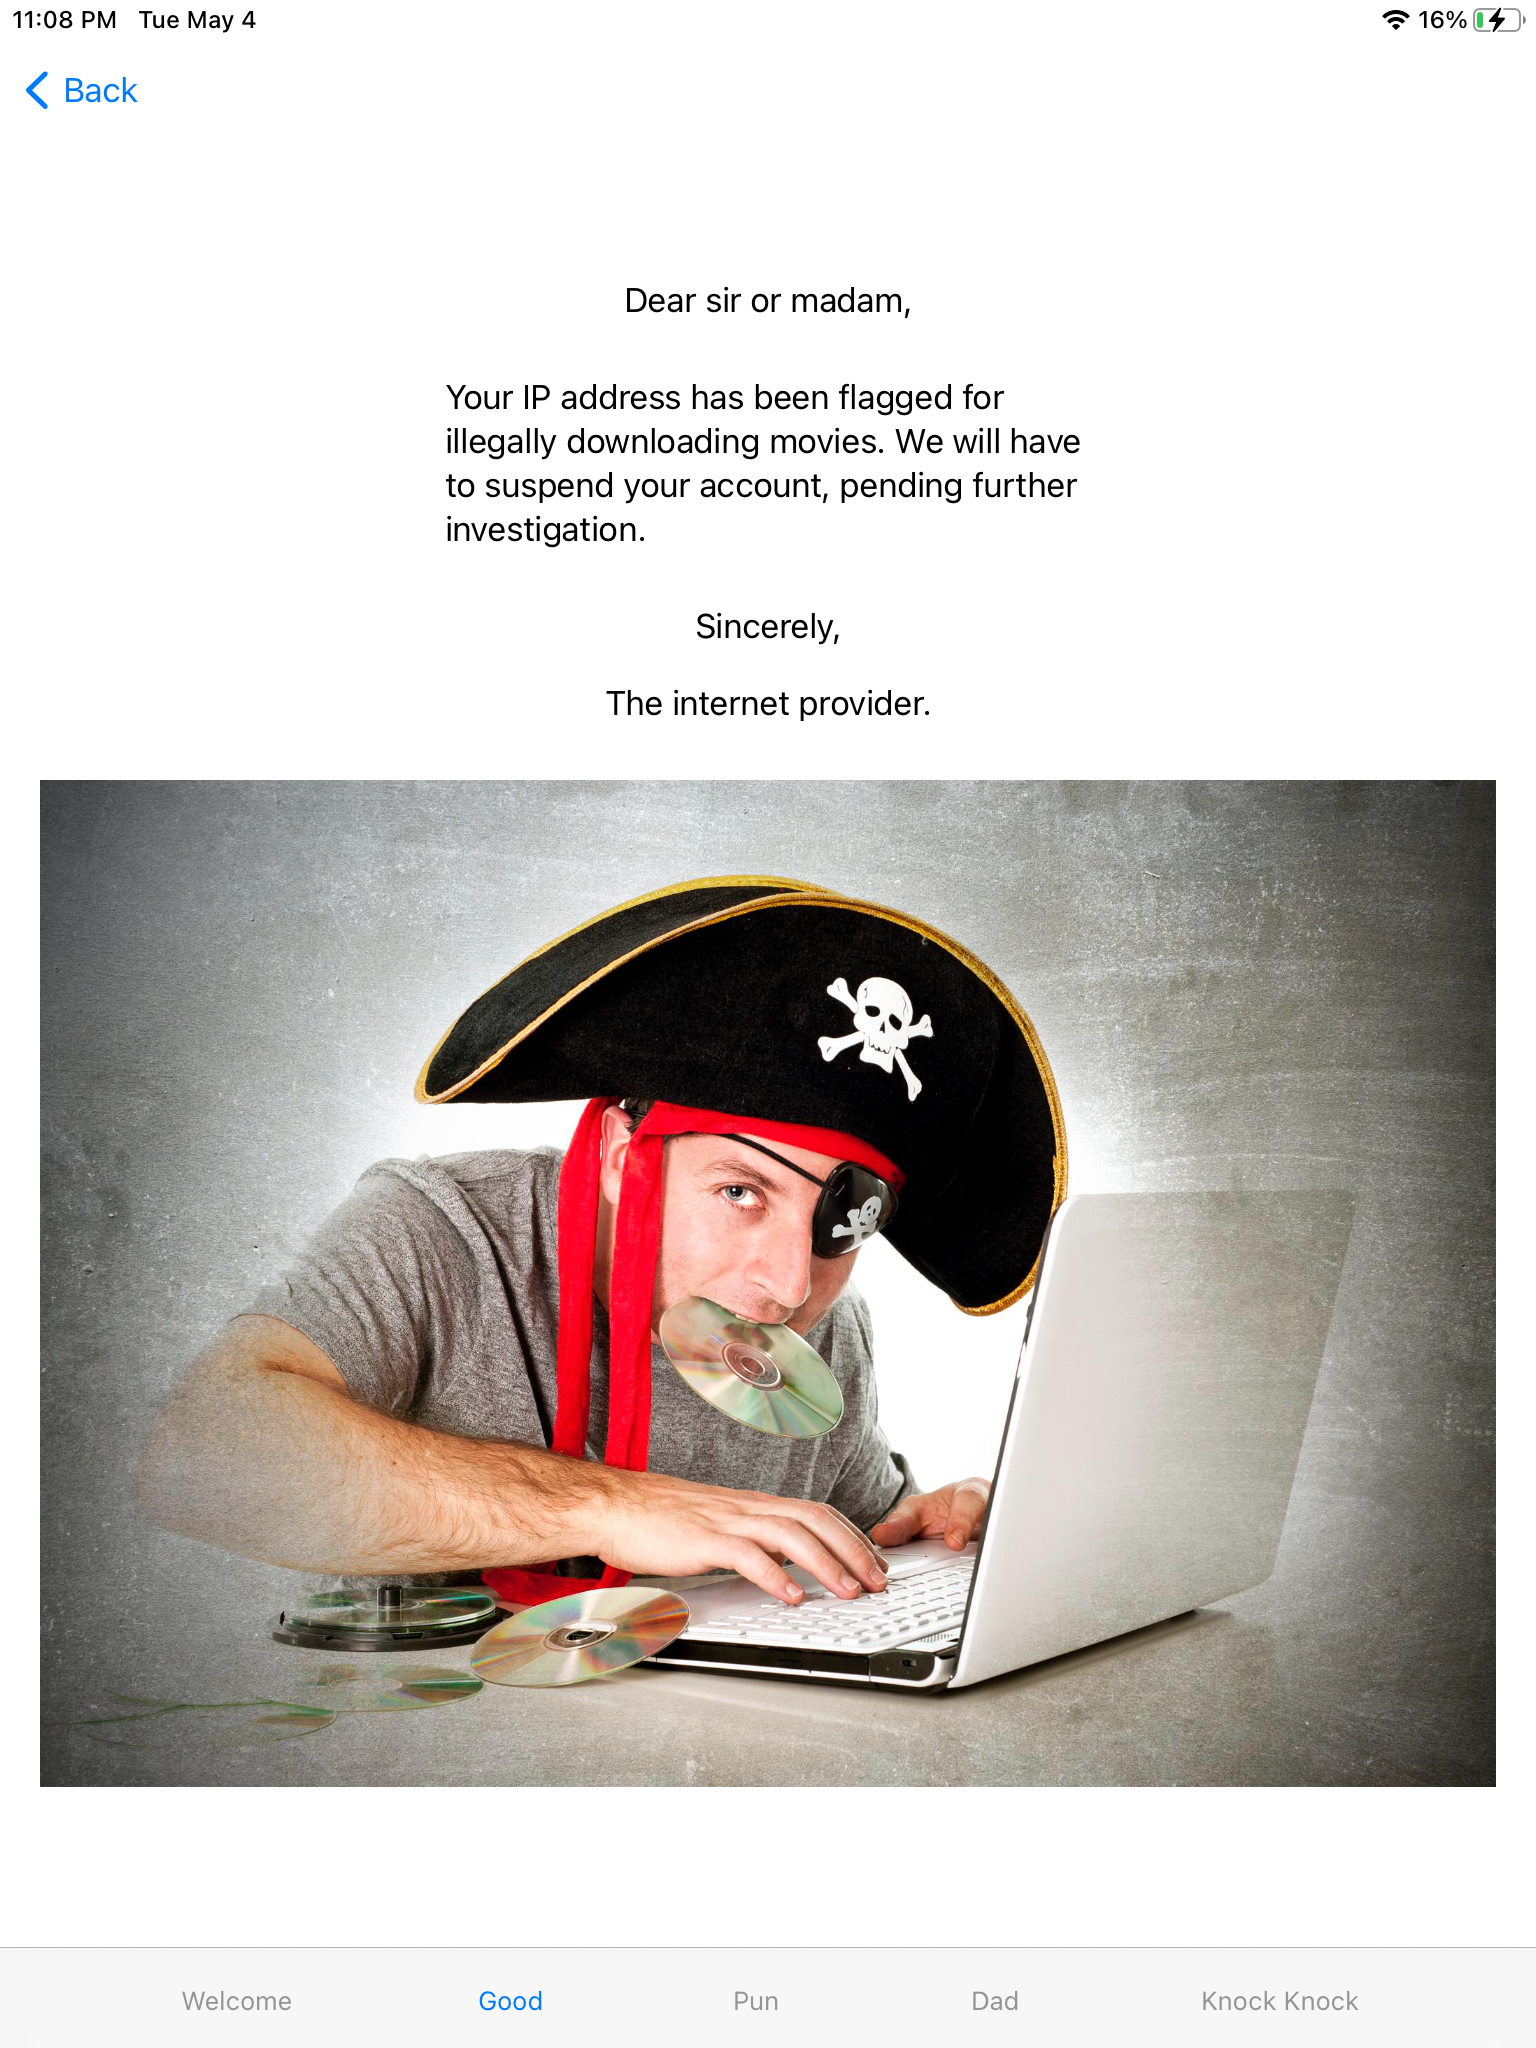 11:08 PM Tue May 4
16%
Back
Dear sir or madam,
Your IP address has been flagged for
illegally downloading movies. We will have
to suspend your account, pending further
investigation.
Sincerely,
The internet provider.
Welcome Good Pun Dad Knock Knock